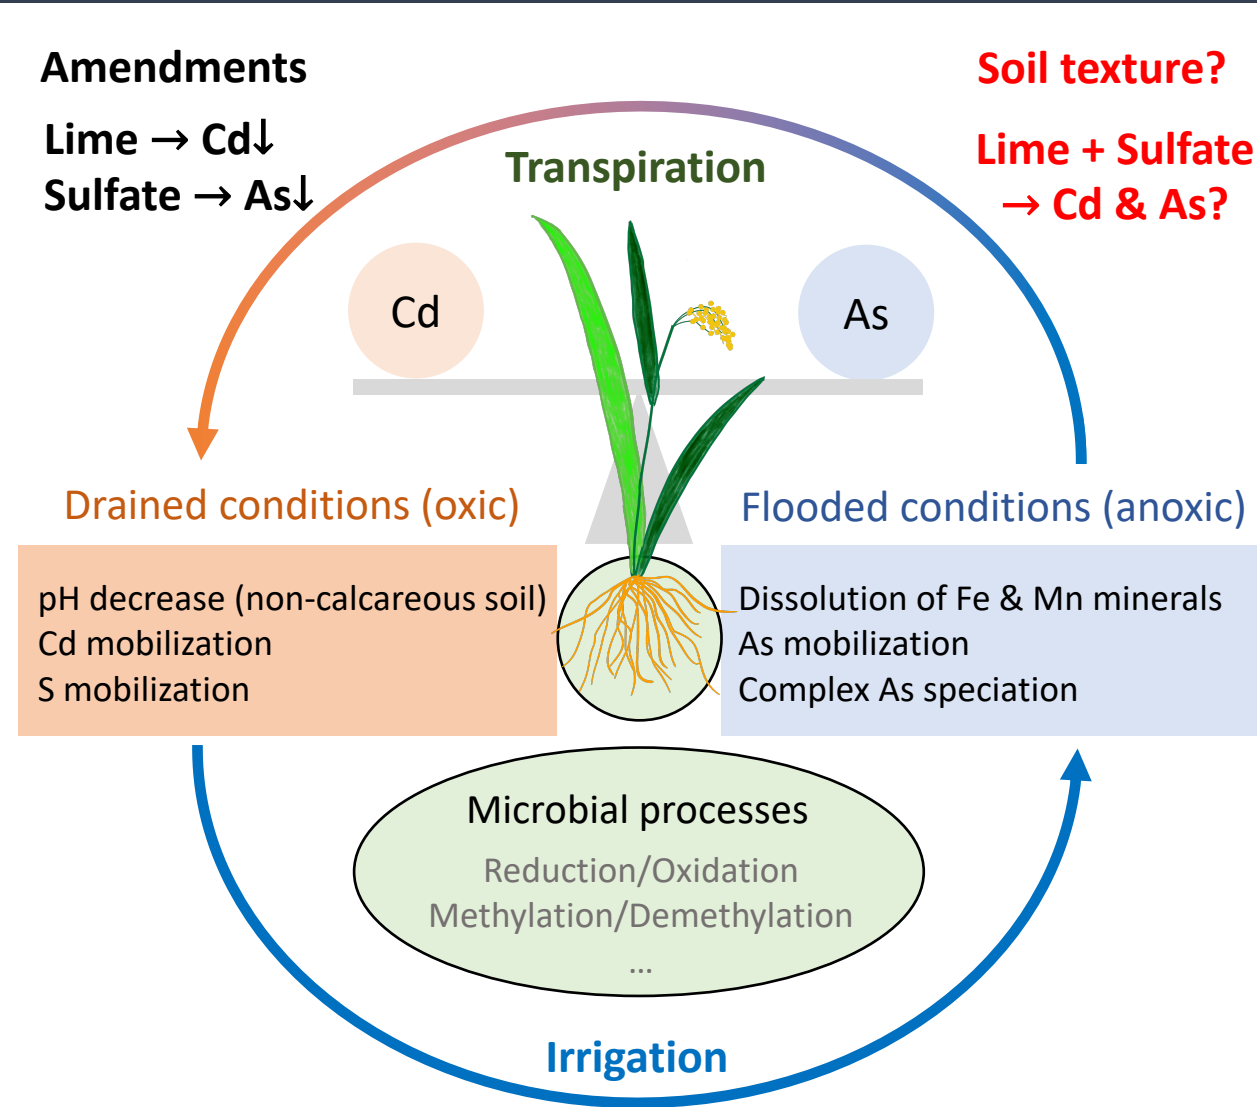 Amendments
Lime → Cd↓
Sulfate → As↓
Soil texture?
Lime + Sulfate
→ Cd & As?
Transpiration
Cd
As
Drained conditions (oxic)
pH decrease (non-calcareous soil)
Cd mobilization
S mobilization
Flooded conditions (anoxic)
Dissolution of Fe & Mn minerals
As mobilization
Complex As speciation
Microbial processes
Reduction/Oxidation
Methylation/Demethylation
...
Irrigation